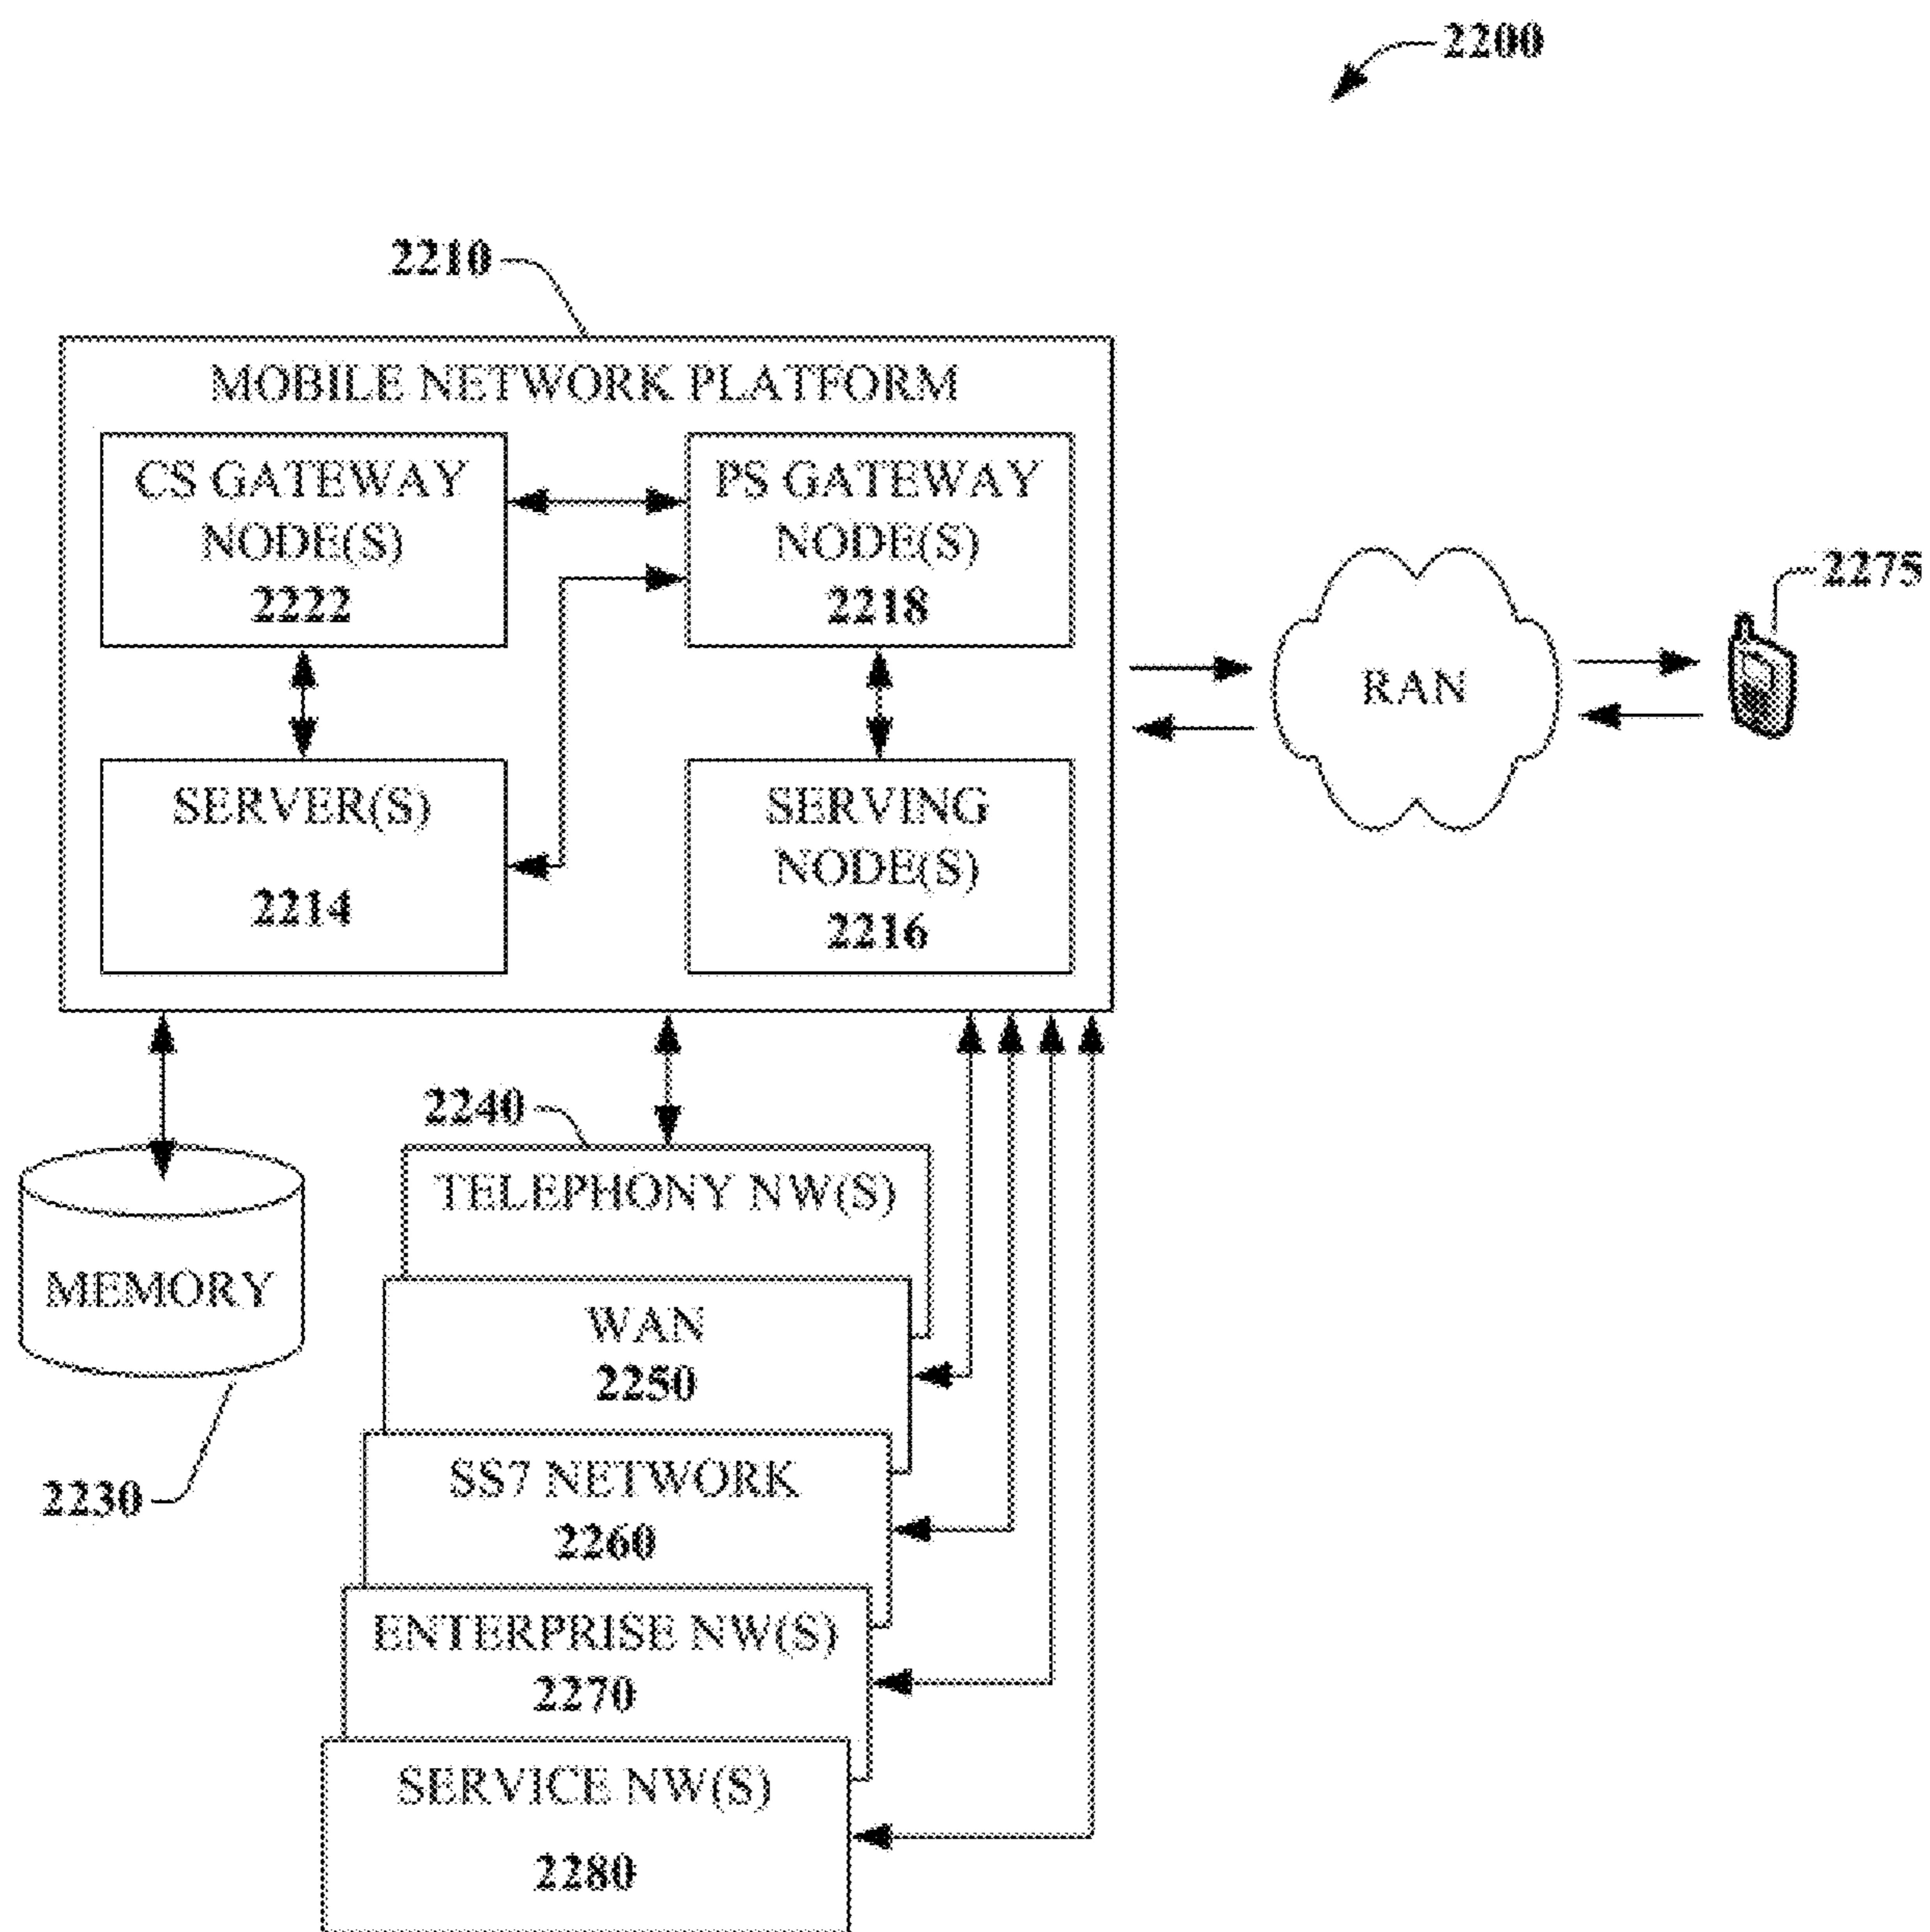 2200
2210
MOBILE NETWORK PLATFORM
CS GATEWAY
NODE(S)
2222
PS GATEWAY
NODE(S)
2218
SERVER(S)
2214
SERVING
NODE(S)
2216
RAN
2275
2240
TELEPHONY NW(S)
MEMORY
2230
WAN
2250
SS7 NETWORK
2260
ENTERPRISE NW(S)
2270
SERVICE NW(S)
2280